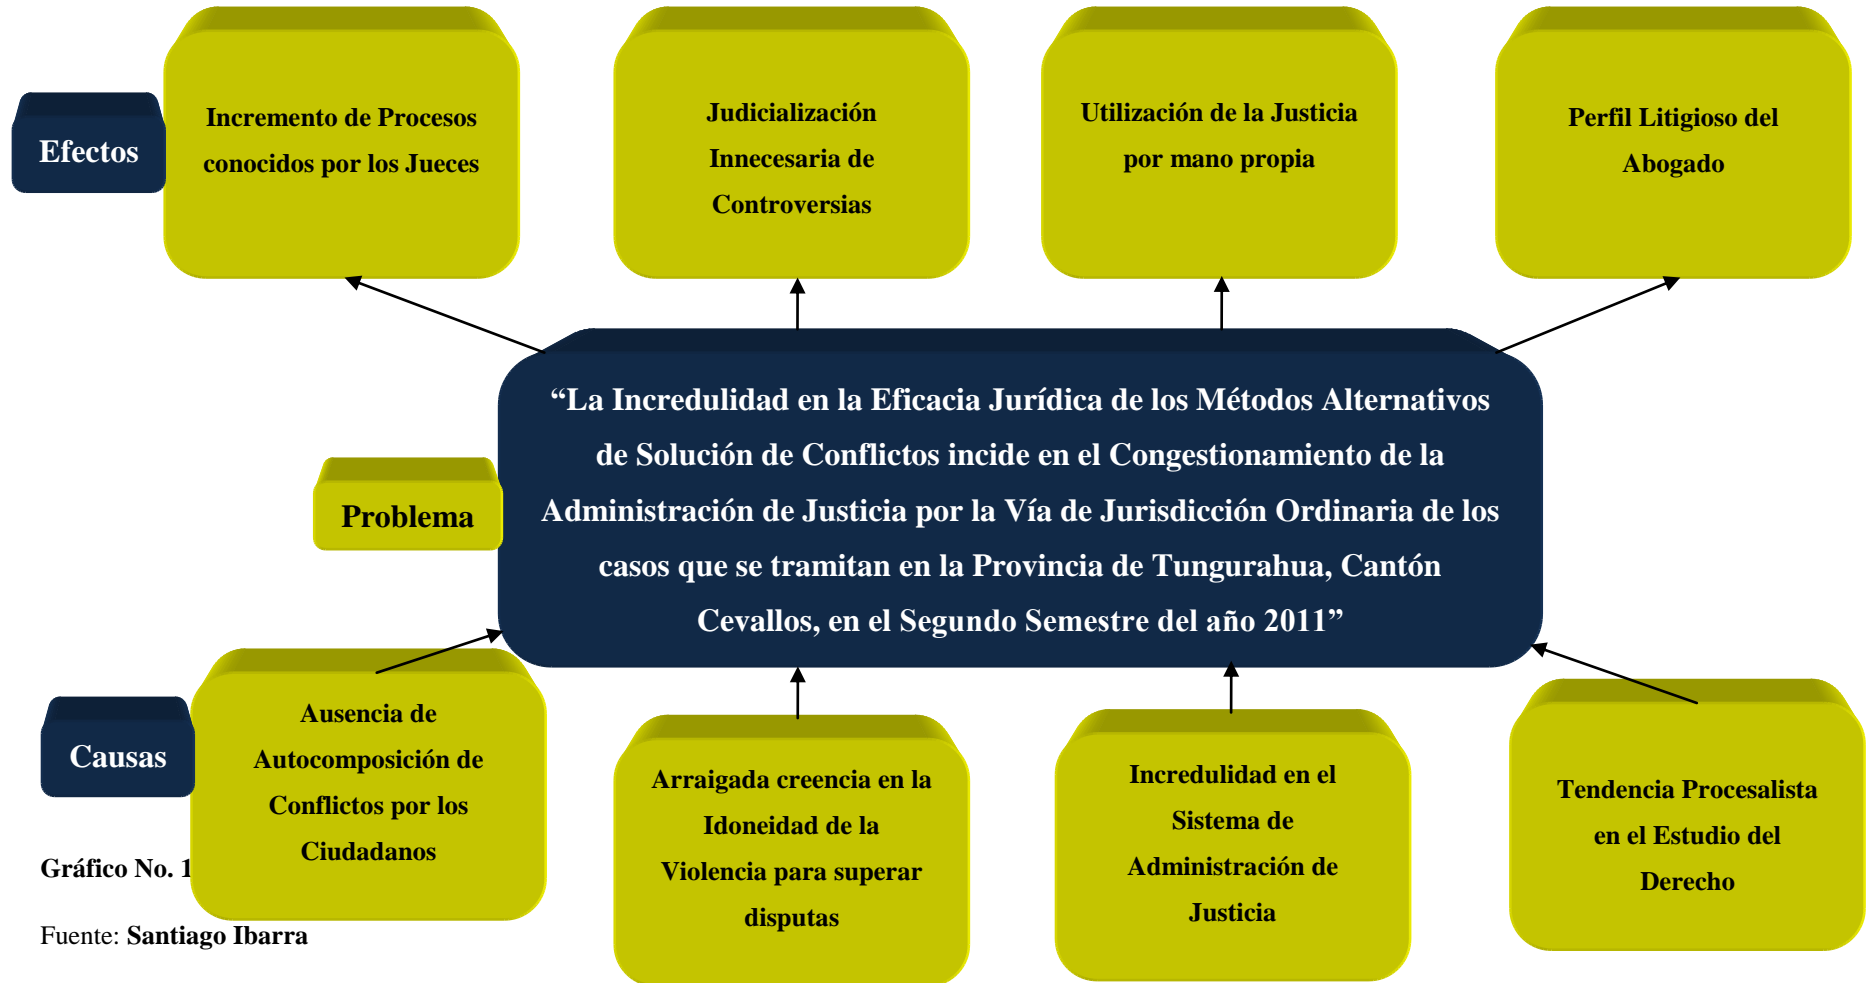 Efectos
Incremento de Procesos
conocidos por los Jueces
Judicialización
Innecesaria de
Controversias
Utilización de la Justicia
por mano propia
Perfil Litigioso del
Abogado
Problema
“La Incredulidad en la Eficacia Jurídica de los Métodos Alternativos
de Solución de Conflictos incide en el Congestionamiento de la
Administración de Justicia por la Vía de Jurisdicción Ordinaria de los
casos que se tramitan en la Provincia de Tungurahua, Cantón
Cevallos, en el Segundo Semestre del año 2011”
Causas
Ausencia de
Autocomposición de
Conflictos por los
Ciudadanos
Arraigada creencia en la
Idoneidad de la
Violencia para superar
disputas
Incredulidad en el
Sistema de
Administración de
Justicia
Tendencia Procesalista
en el Estudio del
Derecho
Gráfico No. 1
Fuente: Santiago Ibarra